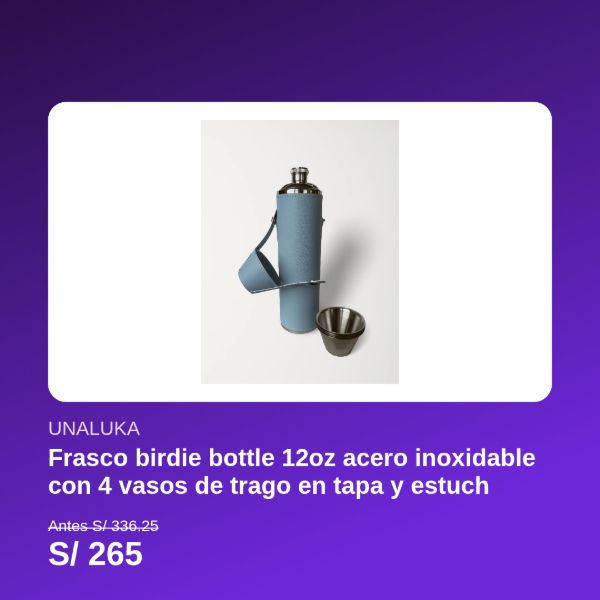 UNALUKA
Frasco birdie bottle 12oz acero inoxidable
con 4 vasos de trago en tapa y estuch
Antes S/ 336.25
S/ 265